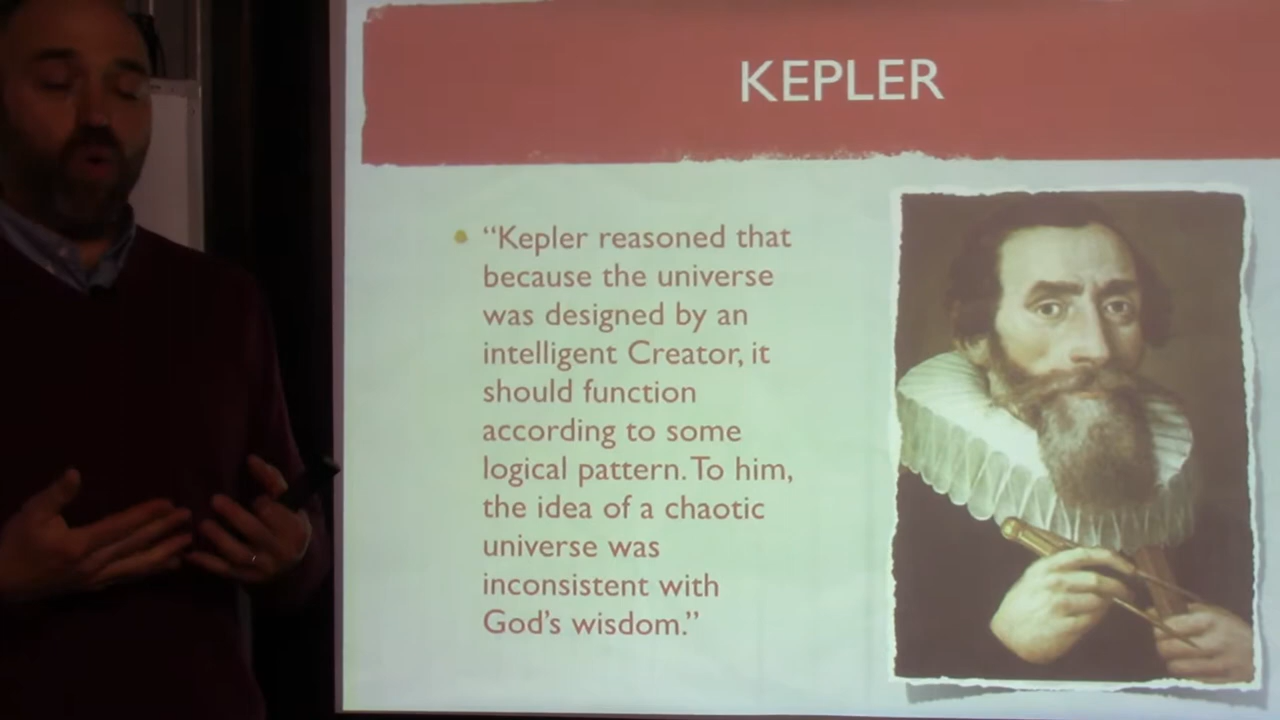 KEPLER
“Kepler reasoned that
because the universe
was designed by an
intelligent Creator, it
should function
according to some
logical pattern. To him,
the idea of a chaotic
universe was
inconsistent with
God’s wisdom.”